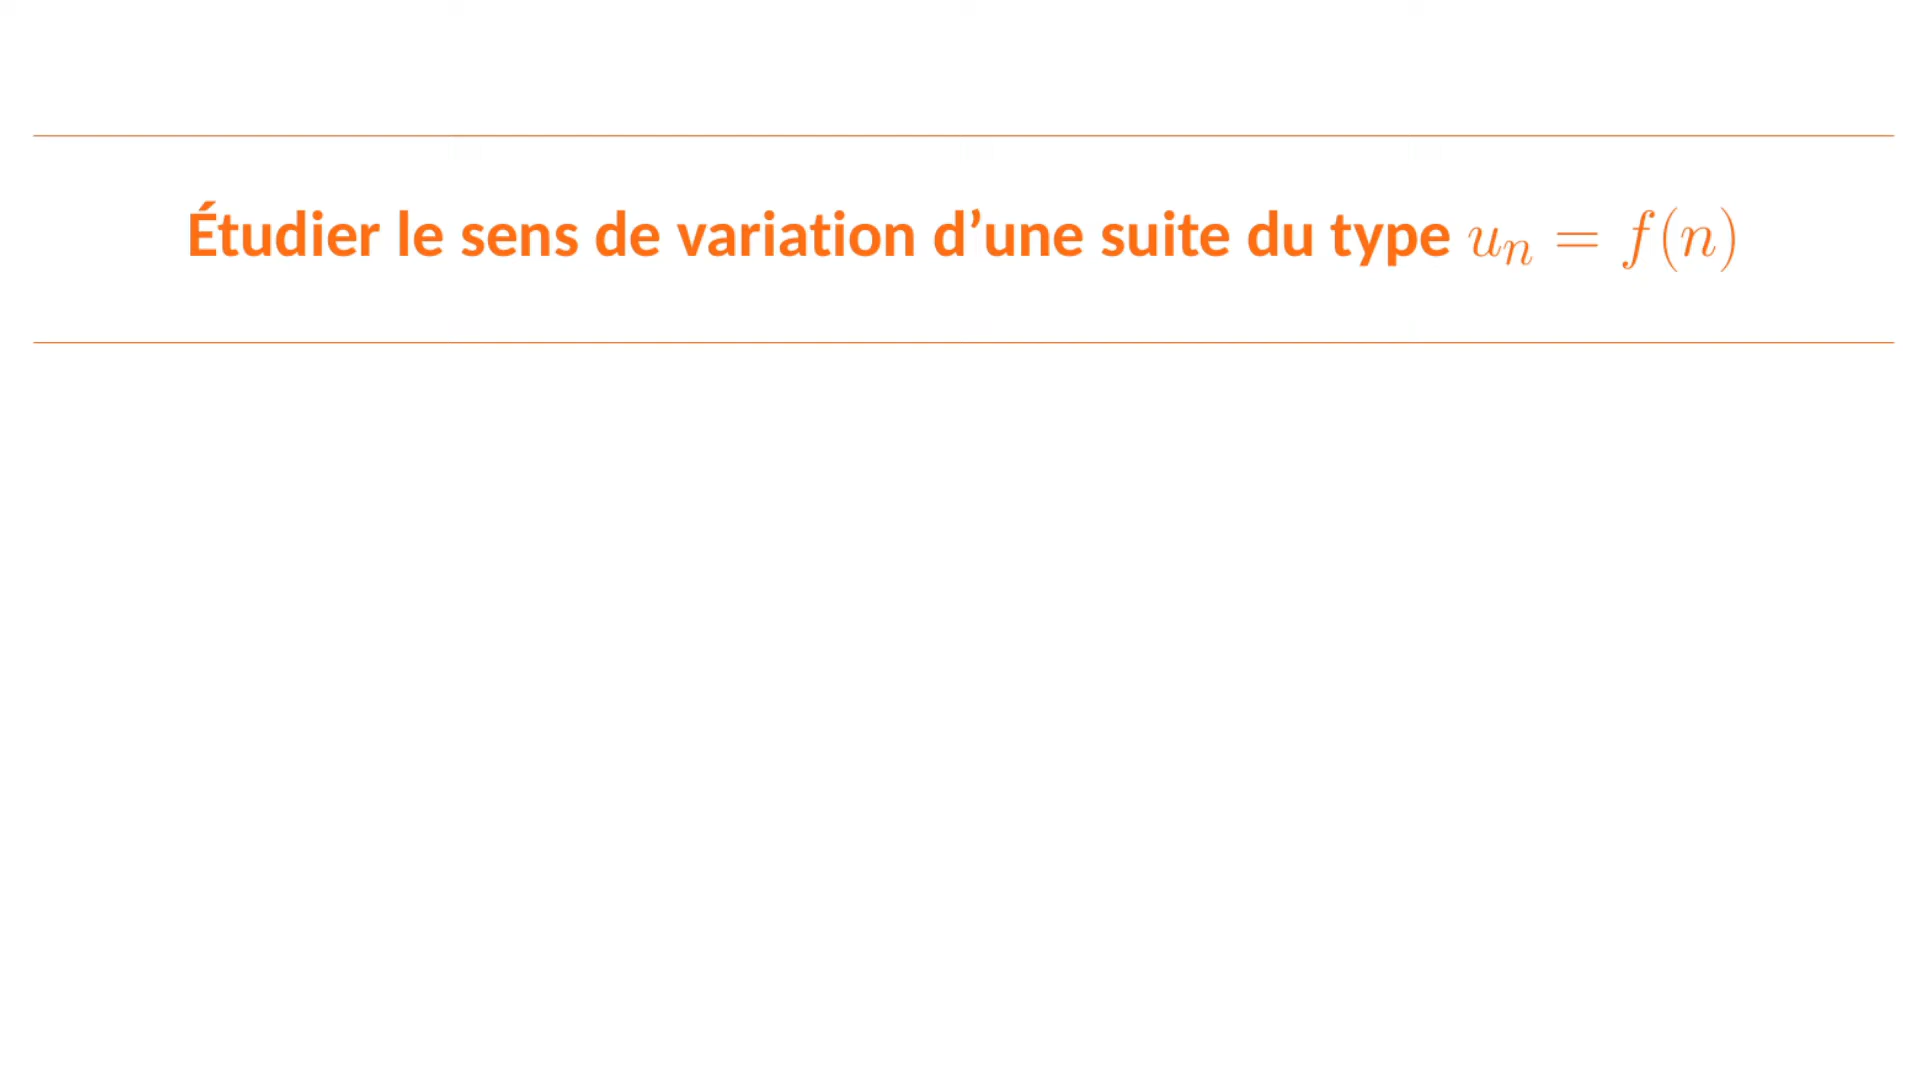 Étudier le sens de variation d’une suite du type $u_n = f(n)$